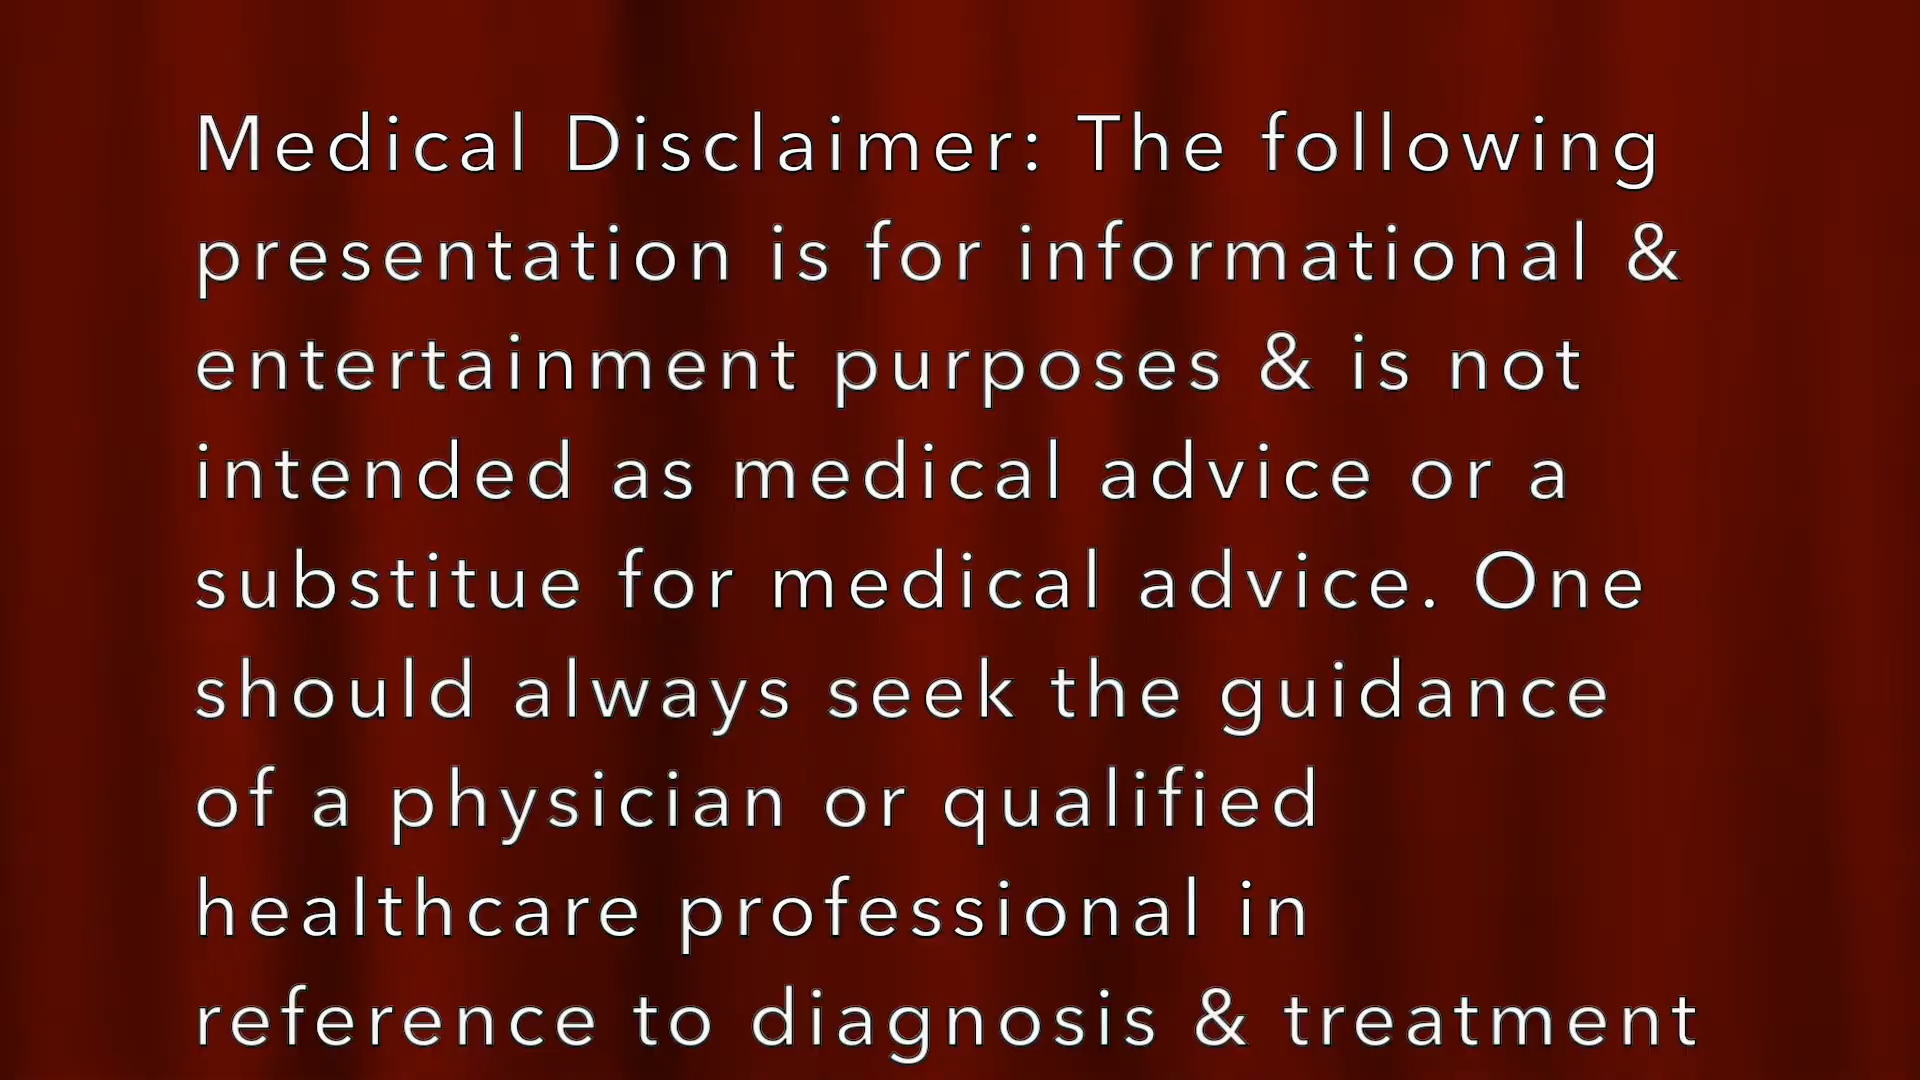 Medical Disclaimer: The following
presentation is for informational &
entertainment purposes & is not
intended as medical advice or a
substitue for medical advice. One
should always seek the guidance
of a physician or qualified
healthcare professional in
reference to diagnosis & treatment